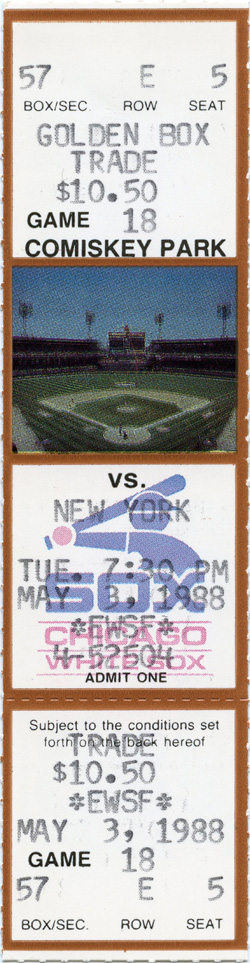 57 E 5
BOX/SEC. ROW SEAT
GOLDEN BOX
TRADE
$10.50
GAME 18
COMISKEY PARK
VS.
NEW YORK
TUE. 7:30 PM
SOX
MAY 3, 1988
*EWSF*
CHICAGO
4-52504
WHITE SOX
ADMIT ONE
Subject to the conditions set
forth on the back hereof
TRADE
$10.50
*EWSF*
MAY 3, 1988
GAME 18
57 E 5
BOX/SEC. ROW SEAT